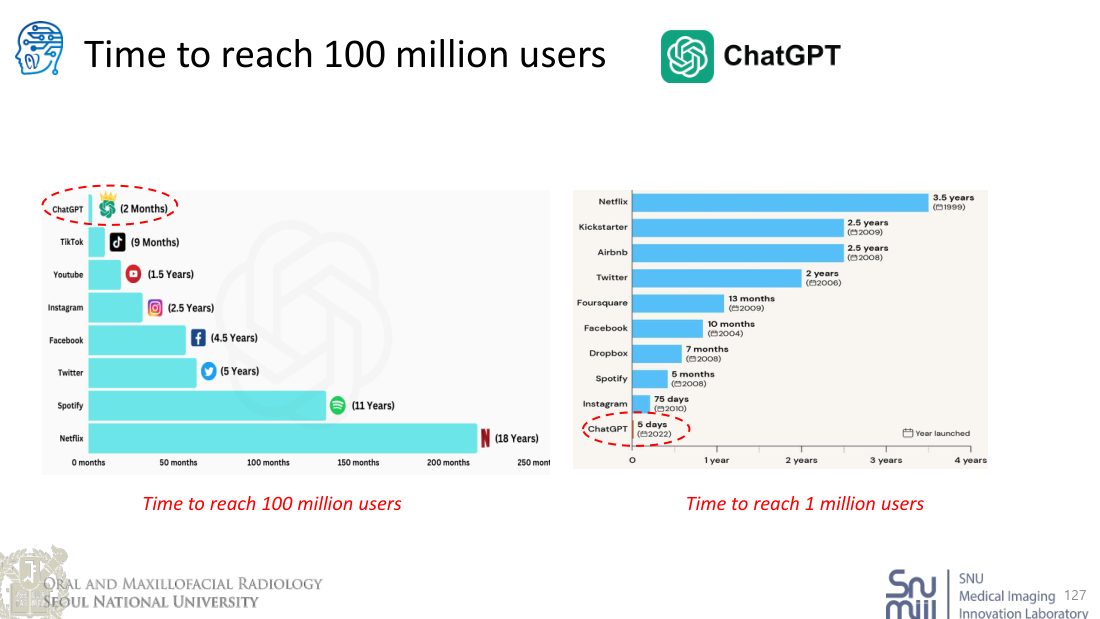 Time to reach 100 million users
ChatGPT
ChatGPT (2 Months)
TikTok (9 Months)
Youtube (1.5 Years)
Instagram (2.5 Years)
Facebook (4.5 Years)
Twitter (5 Years)
Spotify (11 Years)
Netflix (18 Years)
0 months 50 months 100 months 150 months 200 months 250 mont
Time to reach 100 million users
Netflix 3.5 years
(1999)
Kickstarter 2.5 years
(2009)
Airbnb 2.5 years
(2008)
Twitter 2 years
(2006)
Foursquare 13 months
(2009)
Facebook 10 months
(2004)
Dropbox 7 months
(2008)
Spotify 5 months
(2008)
Instagram 75 days
(2010)
ChatGPT 5 days
(2022)
Year launched
0 1 year 2 years 3 years 4 years
Time to reach 1 million users
ORAL AND MAXILLOFACIAL RADIOLOGY
SEOUL NATIONAL UNIVERSITY
SNU
mill
SNU
Medical Imaging
Innovation Laboratory
127